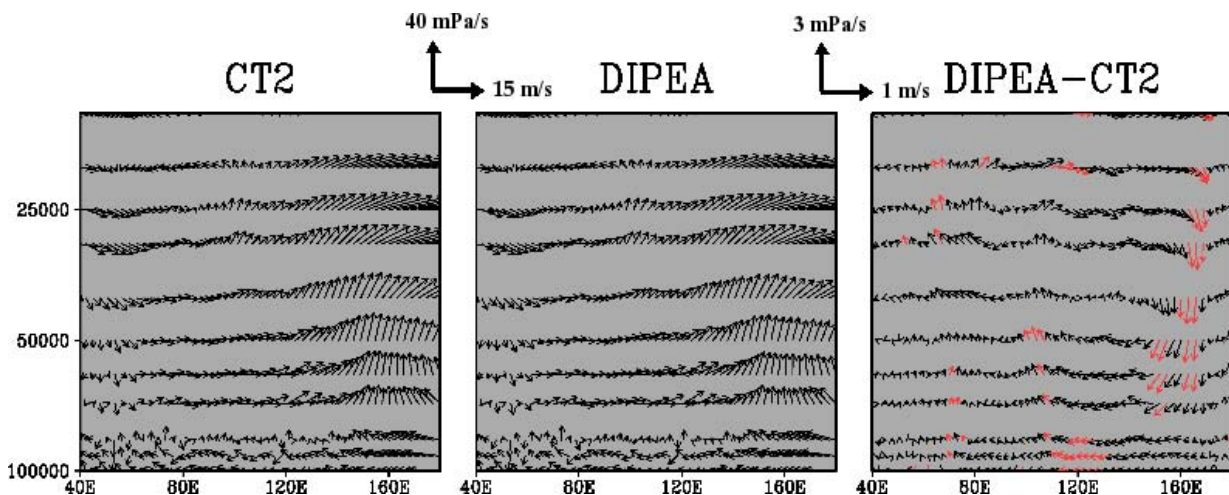 40 mPa/s
3 mPa/s
CT2
15 m/s
DIPEA
1 m/s
DIPEA-CT2
25000
50000
100000
40E 80E 120E 160E
40E 80E 120E 160E
40E 80E 120E 160E